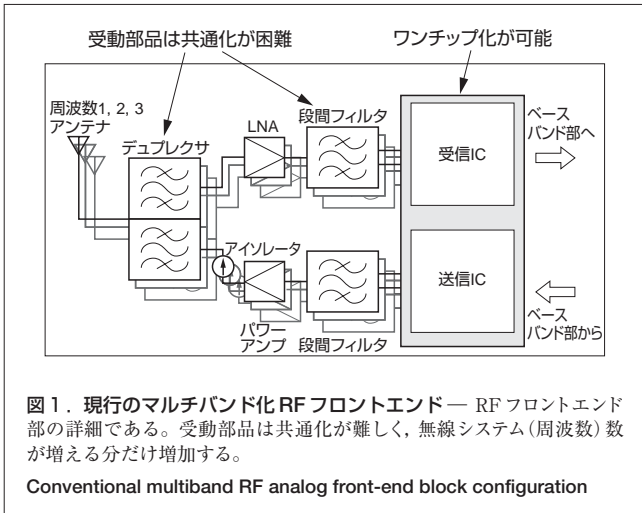 受動部品は共通化が困難
ワンチップ化が可能
周波数1, 2, 3
アンテナ
デュプレクサ
LNA
段間フィルタ
受信IC
ベース
バンド部へ
アイソレータ
パワー
アンプ
段間フィルタ
送信IC
ベース
バンド部から
図1．現行のマルチバンド化RFフロントエンド— RFフロントエンド
部の詳細である。受動部品は共通化が難しく，無線システム(周波数)数
が増える分だけ増加する。
Conventional multiband RF analog front-end block configuration